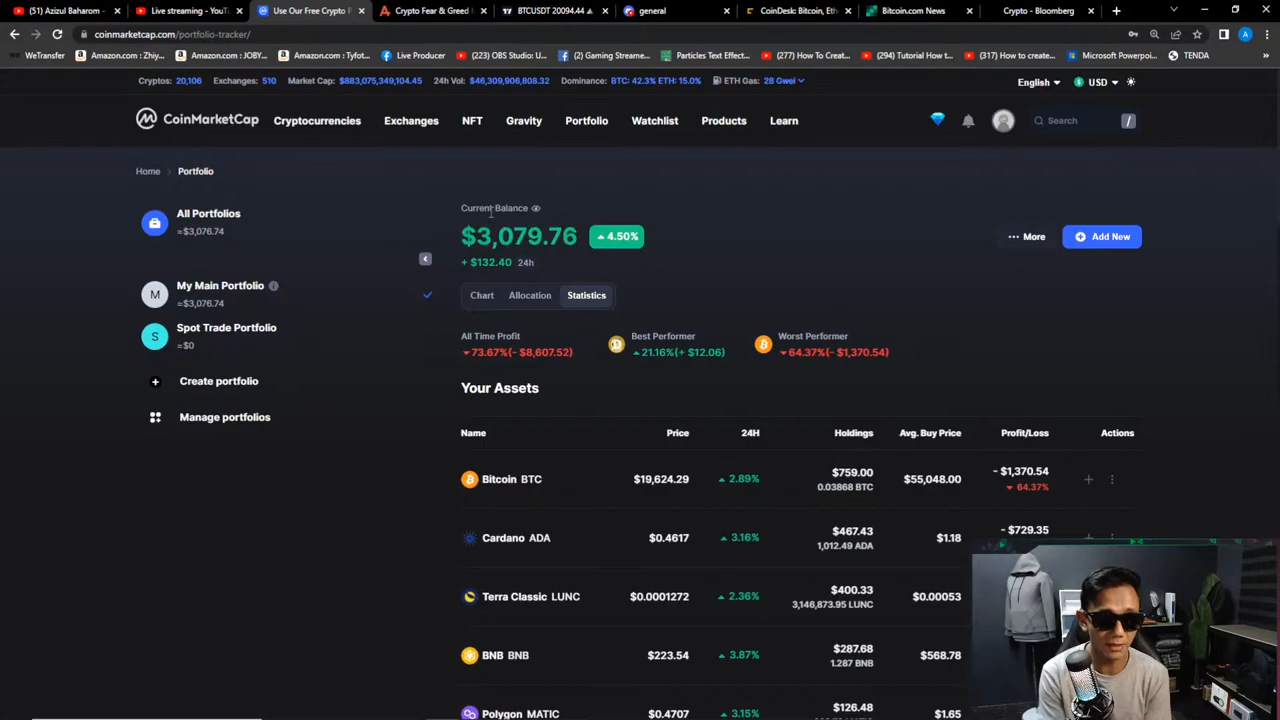 (51) Azizul Baharom -
Live streaming - YouTu
Use Our Free Crypto P
Crypto Fear & Greed I
BTCUSDT 20094.44
general
CoinDesk: Bitcoin, Eth
Bitcoin.com News
Crypto - Bloomberg
coinmarketcap.com/portfolio-tracker/
WeTransfer
Amazon.com : Zhiy...
Amazon.com: JOBY...
Amazon.com : Tyfot...
Live Producer
(223) OBS Studio: U...
(2) Gaming Streame...
Particles Text Effect...
(277) How To Creat...
(294) Tutorial How t...
(317) How to create...
Microsoft Powerpoi...
TENDA
Cryptos: 20,106 Exchanges: 510 Market Cap: $883,075,349,104.45 24h Vol: $46,309,906,808.32 Dominance: BTC: 42.3% ETH: 15.0% ETH Gas: 28 Gwei
English USD
CoinMarketCap Cryptocurrencies Exchanges NFT Gravity Portfolio Watchlist Products Learn Search /
Home > Portfolio
All Portfolios
≈$3,076.74
My Main Portfolio
≈$3,076.74
Spot Trade Portfolio
≈$0
Create portfolio
Manage portfolios
Current Balance
$3,079.76 4.50%
+ $132.40 24h
More
Add New
Chart Allocation Statistics
All Time Profit
73.67%(- $8,607.52)
Best Performer
21.16%(+ $12.06)
Worst Performer
64.37%(- $1,370.54)
Your Assets
Name Price 24H Holdings Avg. Buy Price Profit/Loss Actions
Bitcoin BTC $19,624.29 2.89% $759.00 0.03868 BTC $55,048.00 - $1,370.54 64.37%
Cardano ADA $0.4617 3.16% $467.43 1,012.49 ADA $1.18 - $729.35
Terra Classic LUNC $0.0001272 2.36% $400.33 3,146,873.95 LUNC $0.00053
BNB BNB $223.54 3.87% $287.68 1.287 BNB $568.78
Polygon MATIC $0.4707 3.15% $126.48 $1.65